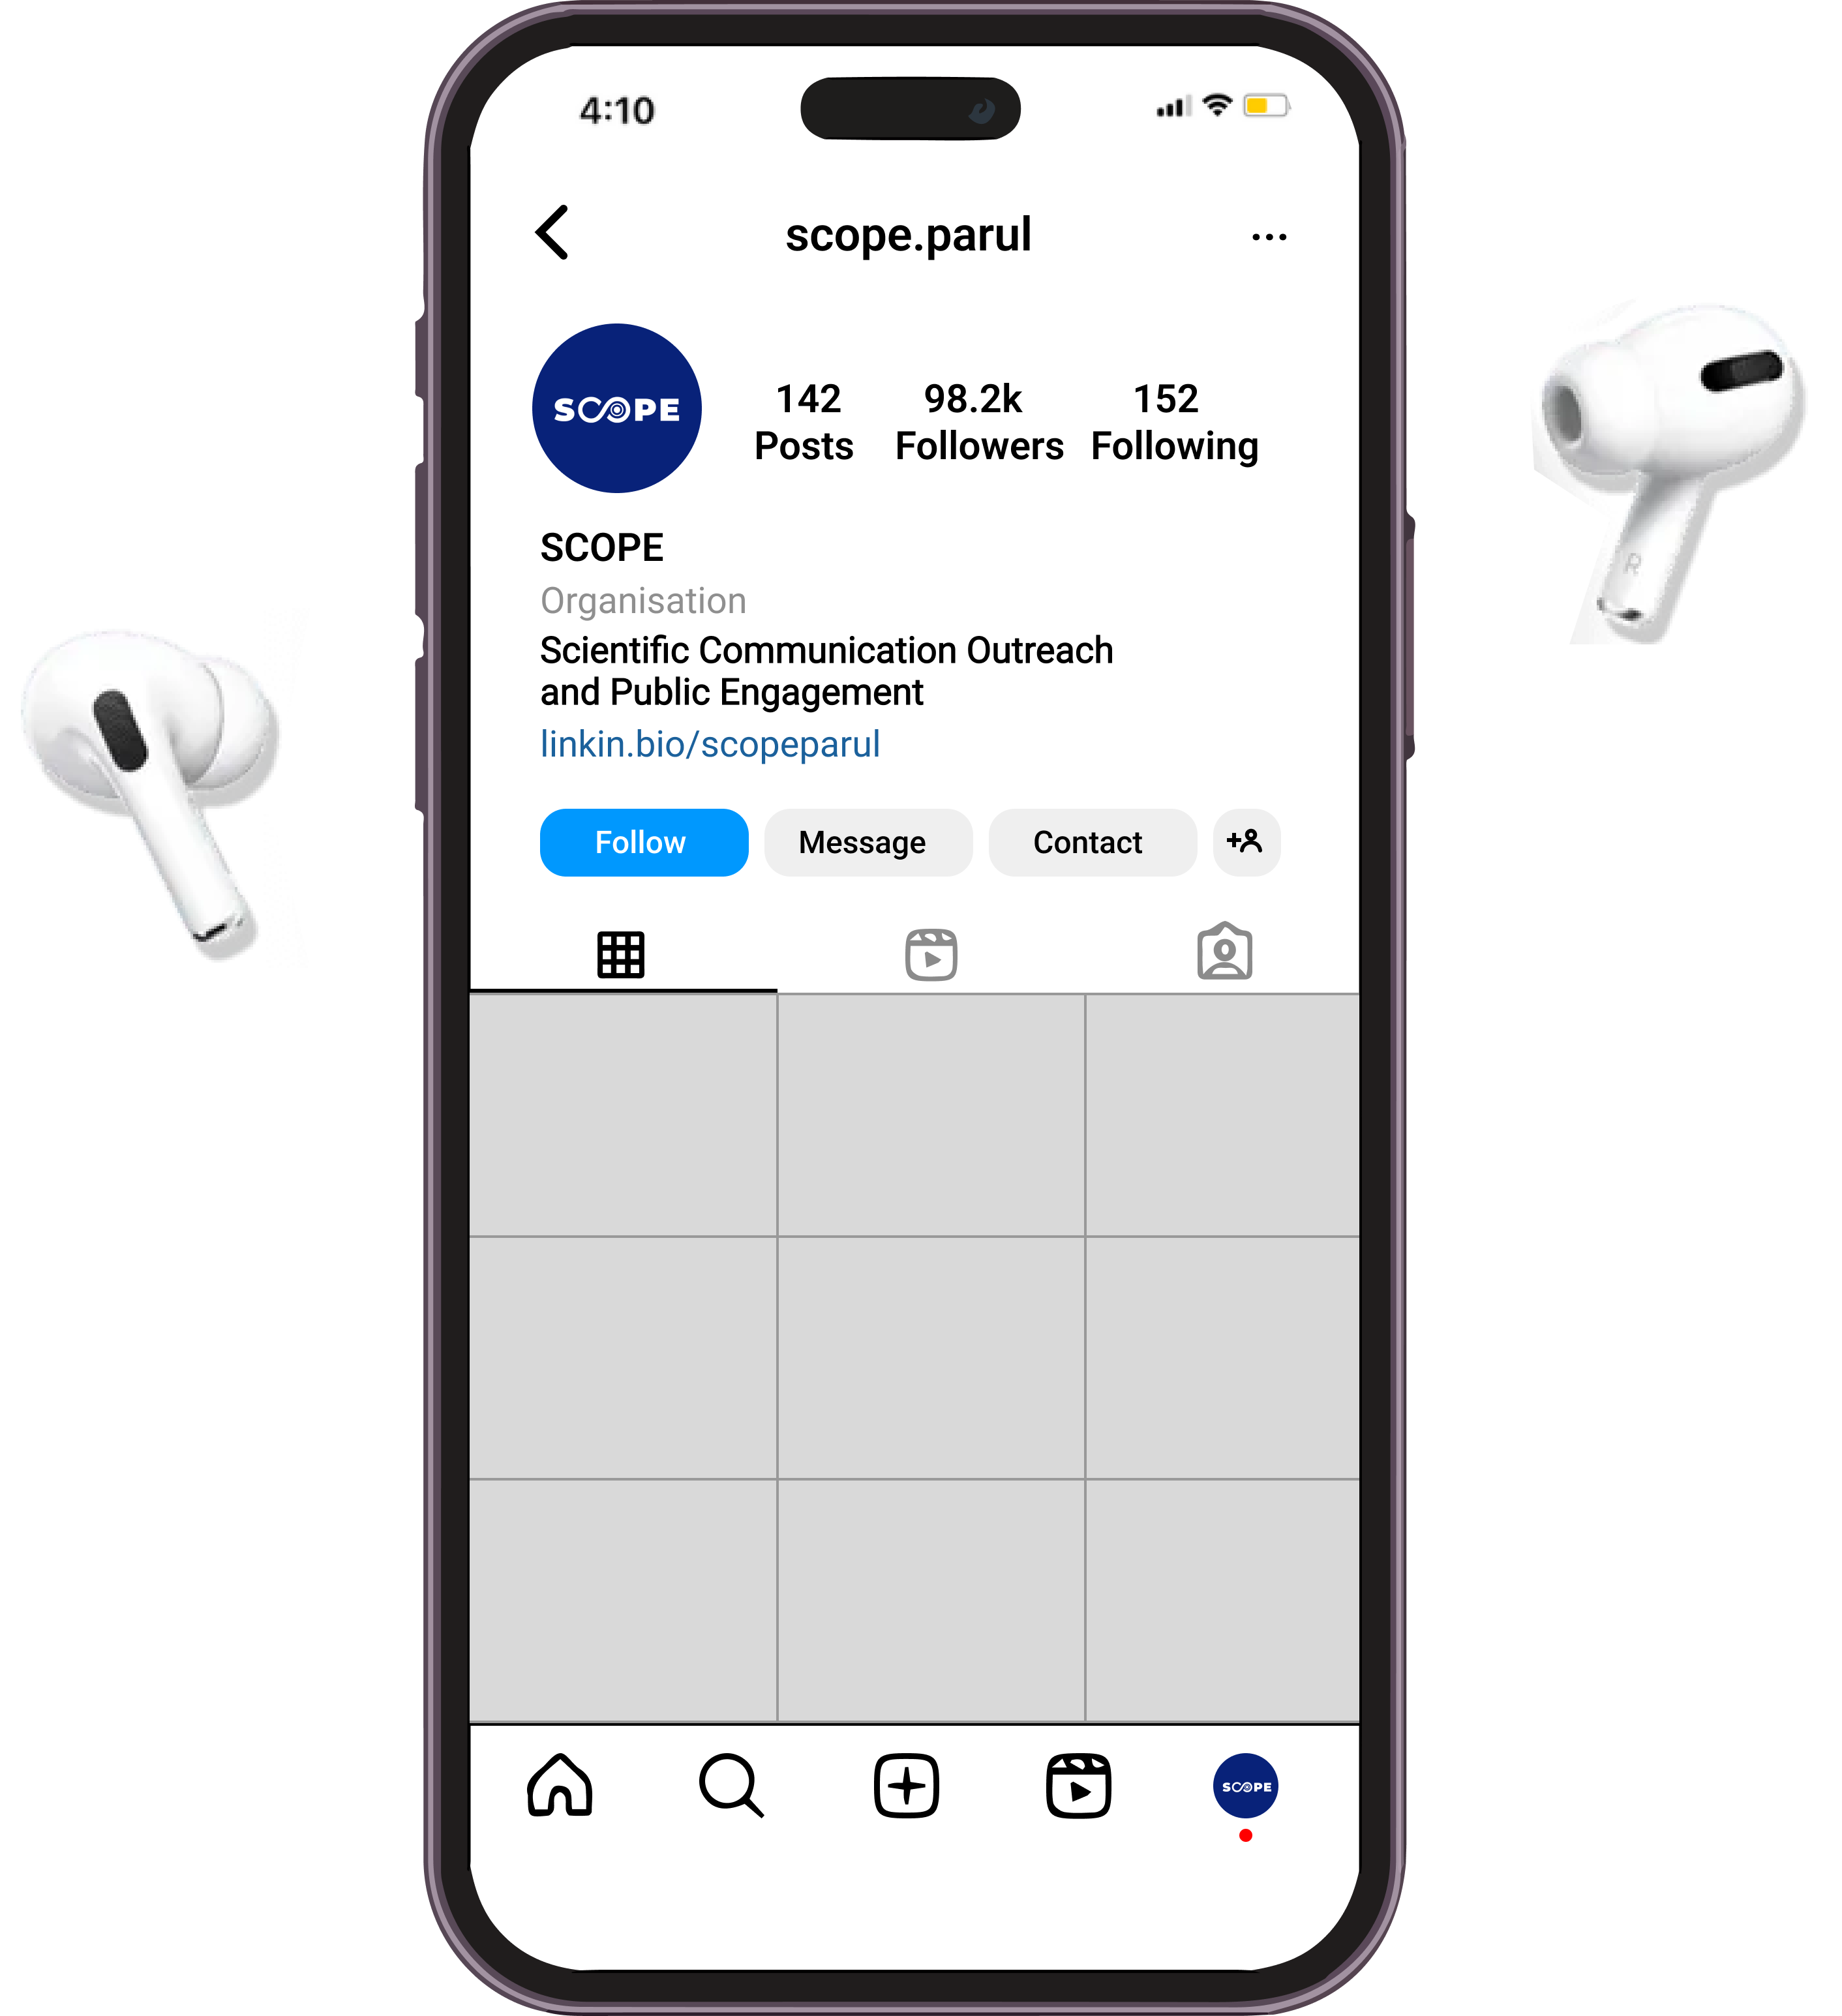 4:10
scope.parul
SCOPE
142
Posts
98.2k
Followers
152
Following
SCOPE
Organisation
Scientific Communication Outreach
and Public Engagement
linkin.bio/scopeparul
Follow
Message
Contact
R
SCOPE